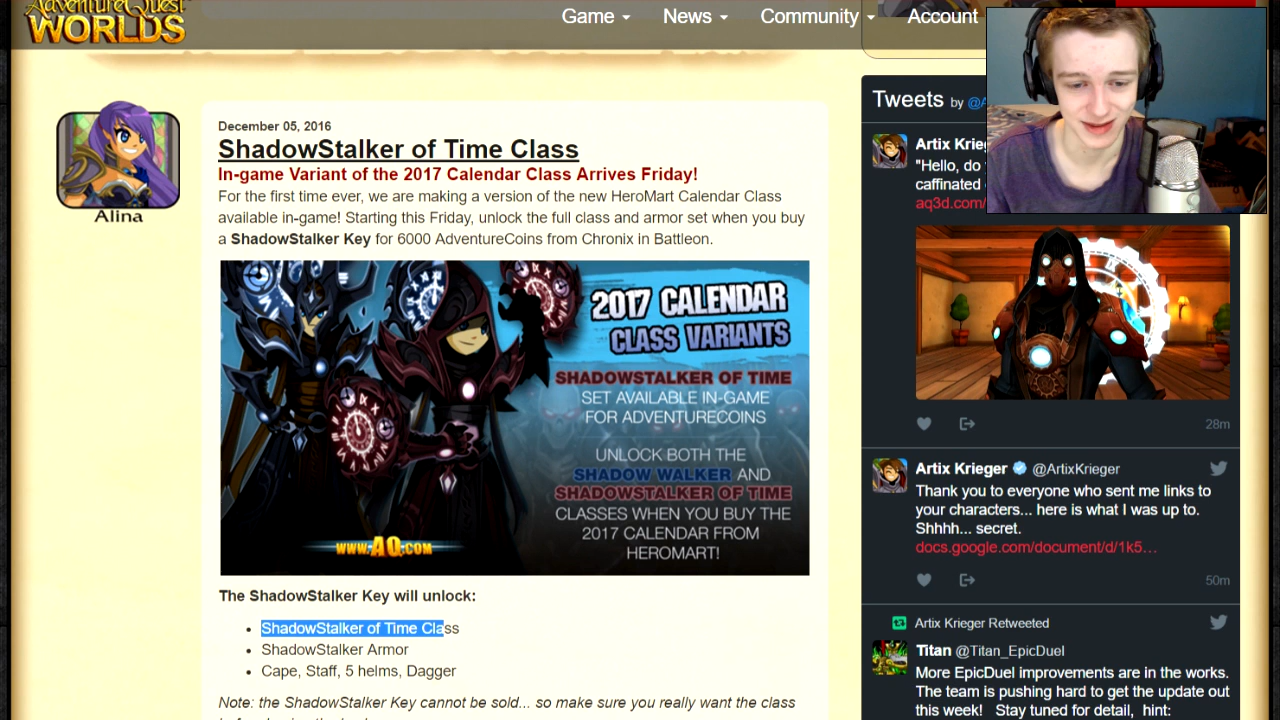 AdventureQuest
WORLDS
Game
News
Community
Account
Alina
December 05, 2016
ShadowStalker of Time Class
In-game Variant of the 2017 Calendar Class Arrives Friday!
For the first time ever, we are making a version of the new HeroMart Calendar Class
available in-game! Starting this Friday, unlock the full class and armor set when you buy
a ShadowStalker Key for 6000 AdventureCoins from Chronix in Battleon.
2017 CALENDAR
CLASS VARIANTS
SHADOWSTALKER OF TIME
SET AVAILABLE IN-GAME
FOR ADVENTURECOINS
UNLOCK BOTH THE
SHADOW WALKER AND
SHADOWSTALKER OF TIME
CLASSES WHEN YOU BUY THE
2017 CALENDAR FROM
HEROMART!
WWW.AQ.COM
The ShadowStalker Key will unlock:
• ShadowStalker of Time Class
• ShadowStalker Armor
• Cape, Staff, 5 helms, Dagger
Note: the ShadowStalker Key cannot be sold... so make sure you really want the class
Tweets by @A
Artix Krieg
"Hello, do
caffinated
aq3d.com/
28m
Artix Krieger @ArtixKrieger
Thank you to everyone who sent me links to
your characters... here is what I was up to.
Shhhh... secret.
docs.google.com/document/d/1k5…
50m
Artix Krieger Retweeted
Titan @Titan_EpicDuel
More EpicDuel improvements are in the works.
The team is pushing hard to get the update out
this week! Stay tuned for detail, hint: